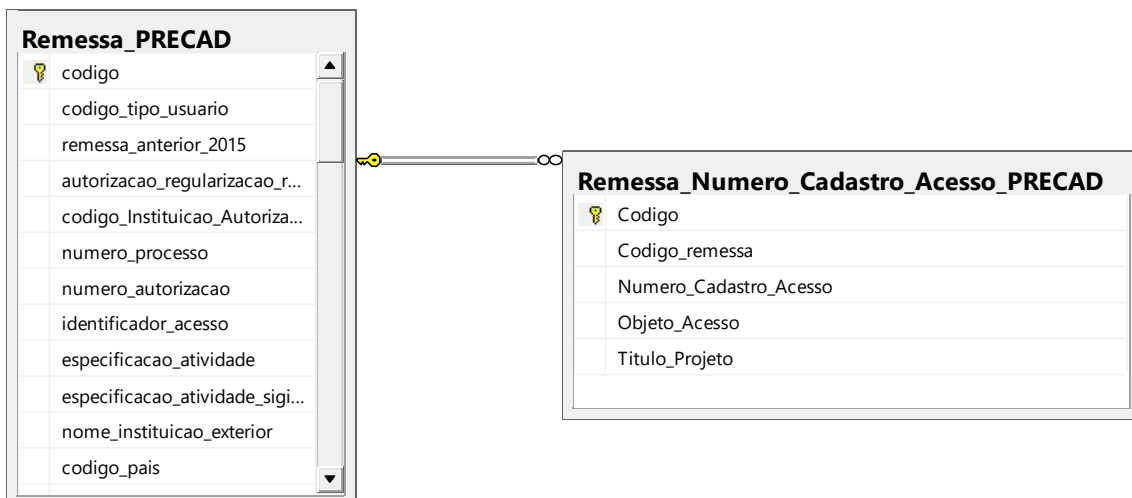 Remessa_PRECAD
codigo
codigo_tipo_usuario
remessa_anterior_2015
autorizacao_regularizacao_r...
codigo_Instituicao_Autoriza...
numero_processo
numero_autorizacao
identificador_acesso
especificacao_atividade
especificacao_atividade_sigi...
nome_instituicao_exterior
codigo_pais
Remessa_Numero_Cadastro_Acesso_PRECAD
Codigo
Codigo_remessa
Numero_Cadastro_Acesso
Objeto_Acesso
Titulo_Projeto